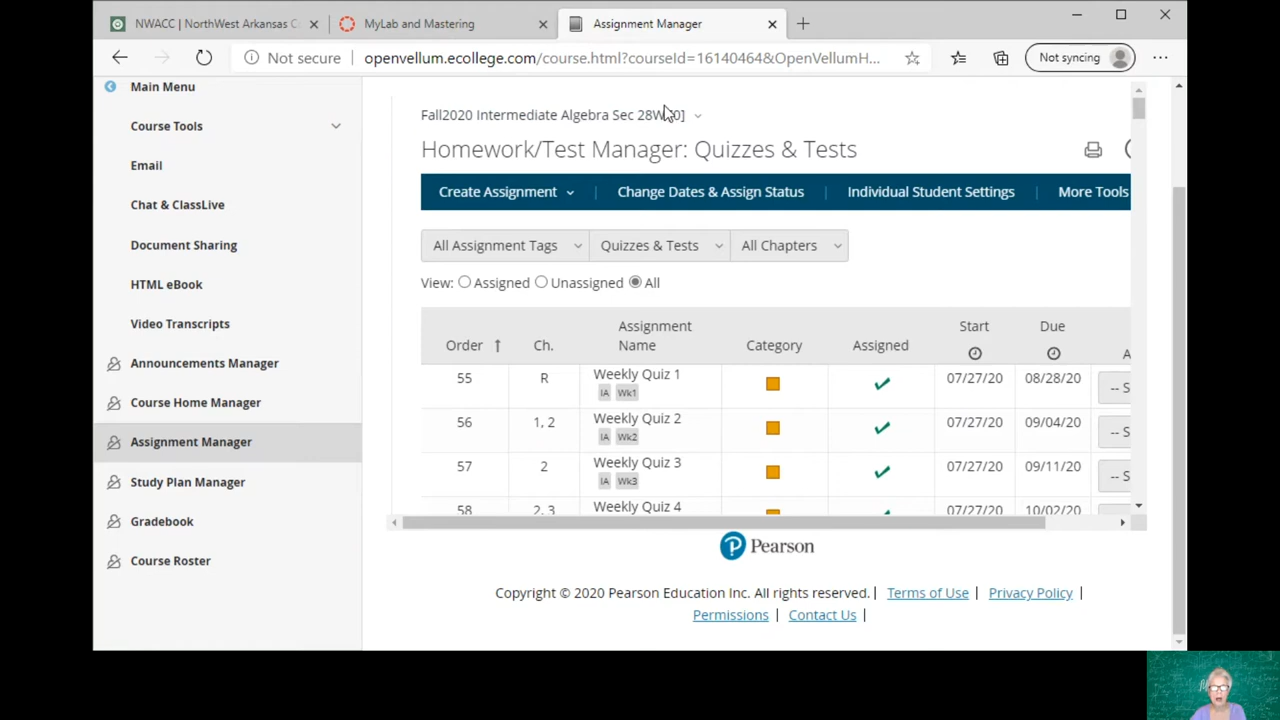 NWACC | NorthWest Arkansas C
MyLab and Mastering
Assignment Manager
Not secure
openvellum.ecollege.com/course.html?courseId=16140464&OpenVellumH...
Not syncing
Main Menu
Course Tools
Email
Chat & ClassLive
Document Sharing
HTML eBook
Video Transcripts
Announcements Manager
Course Home Manager
Assignment Manager
Study Plan Manager
Gradebook
Course Roster
Fall2020 Intermediate Algebra Sec 28W
Homework/Test Manager: Quizzes & Tests
Create Assignment | Change Dates & Assign Status | Individual Student Settings | More Tools
All Assignment Tags Quizzes & Tests All Chapters
View: Assigned Unassigned All
Order Ch. Assignment Name Category Assigned Start Due A
55 R Weekly Quiz 1 07/27/20 08/28/20 -- S
IA Wk1
56 1, 2 Weekly Quiz 2 07/27/20 09/04/20 -- S
IA Wk2
57 2 Weekly Quiz 3 07/27/20 09/11/20 -- S
IA Wk3
58 2, 3 Weekly Quiz 4 07/27/20 10/02/20
Pearson
Copyright © 2020 Pearson Education Inc. All rights reserved. | Terms of Use | Privacy Policy |
Permissions | Contact Us |